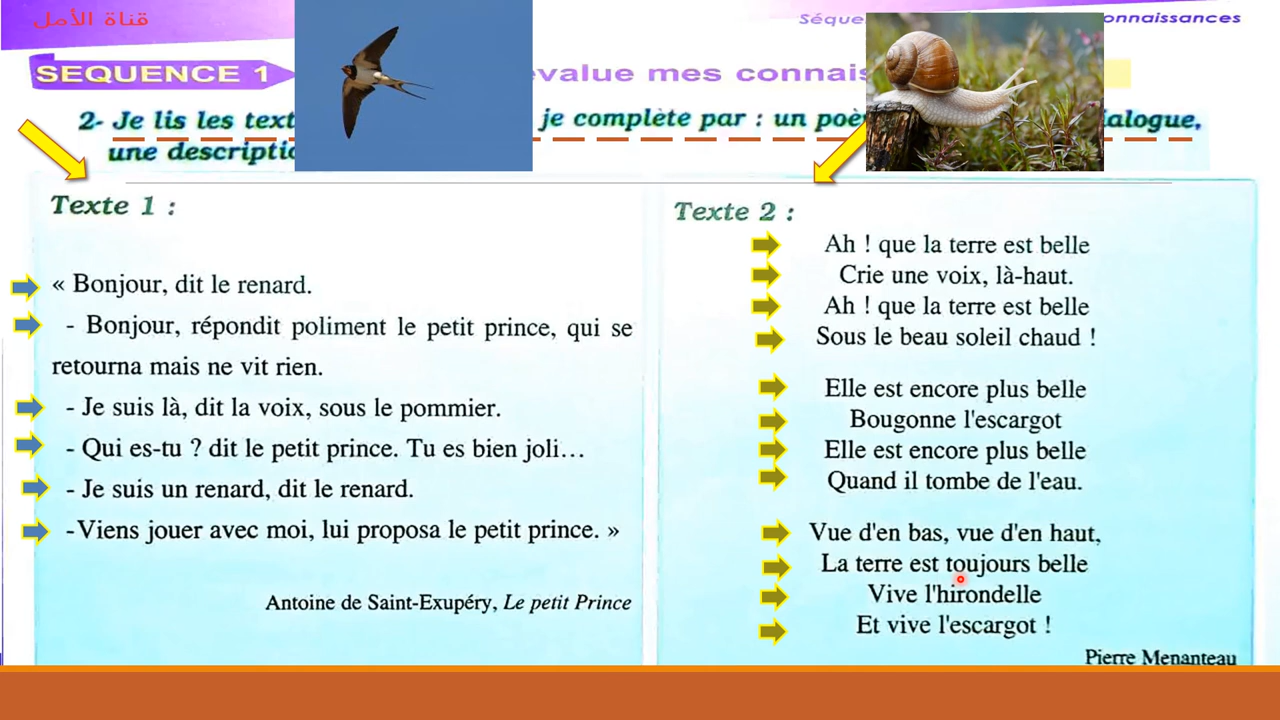 قناة الأمل
Séque
onnaissances
SEQUENCE 1
évalue mes connais
2- Je lis les text je complète par : un poè ialogue,
une descriptio
Texte 1 :
« Bonjour, dit le renard.
- Bonjour, répondit poliment le petit prince, qui se
retourna mais ne vit rien.
- Je suis là, dit la voix, sous le pommier.
- Qui es-tu ? dit le petit prince. Tu es bien joli…
- Je suis un renard, dit le renard.
-Viens jouer avec moi, lui proposa le petit prince. »
Antoine de Saint-Exupéry, Le petit Prince
Texte 2 :
Ah ! que la terre est belle
Crie une voix, là-haut.
Ah ! que la terre est belle
Sous le beau soleil chaud !
Elle est encore plus belle
Bougonne l'escargot
Elle est encore plus belle
Quand il tombe de l'eau.
Vue d'en bas, vue d'en haut,
La terre est toujours belle
Vive l'hirondelle
Et vive l'escargot !
Pierre Menanteau